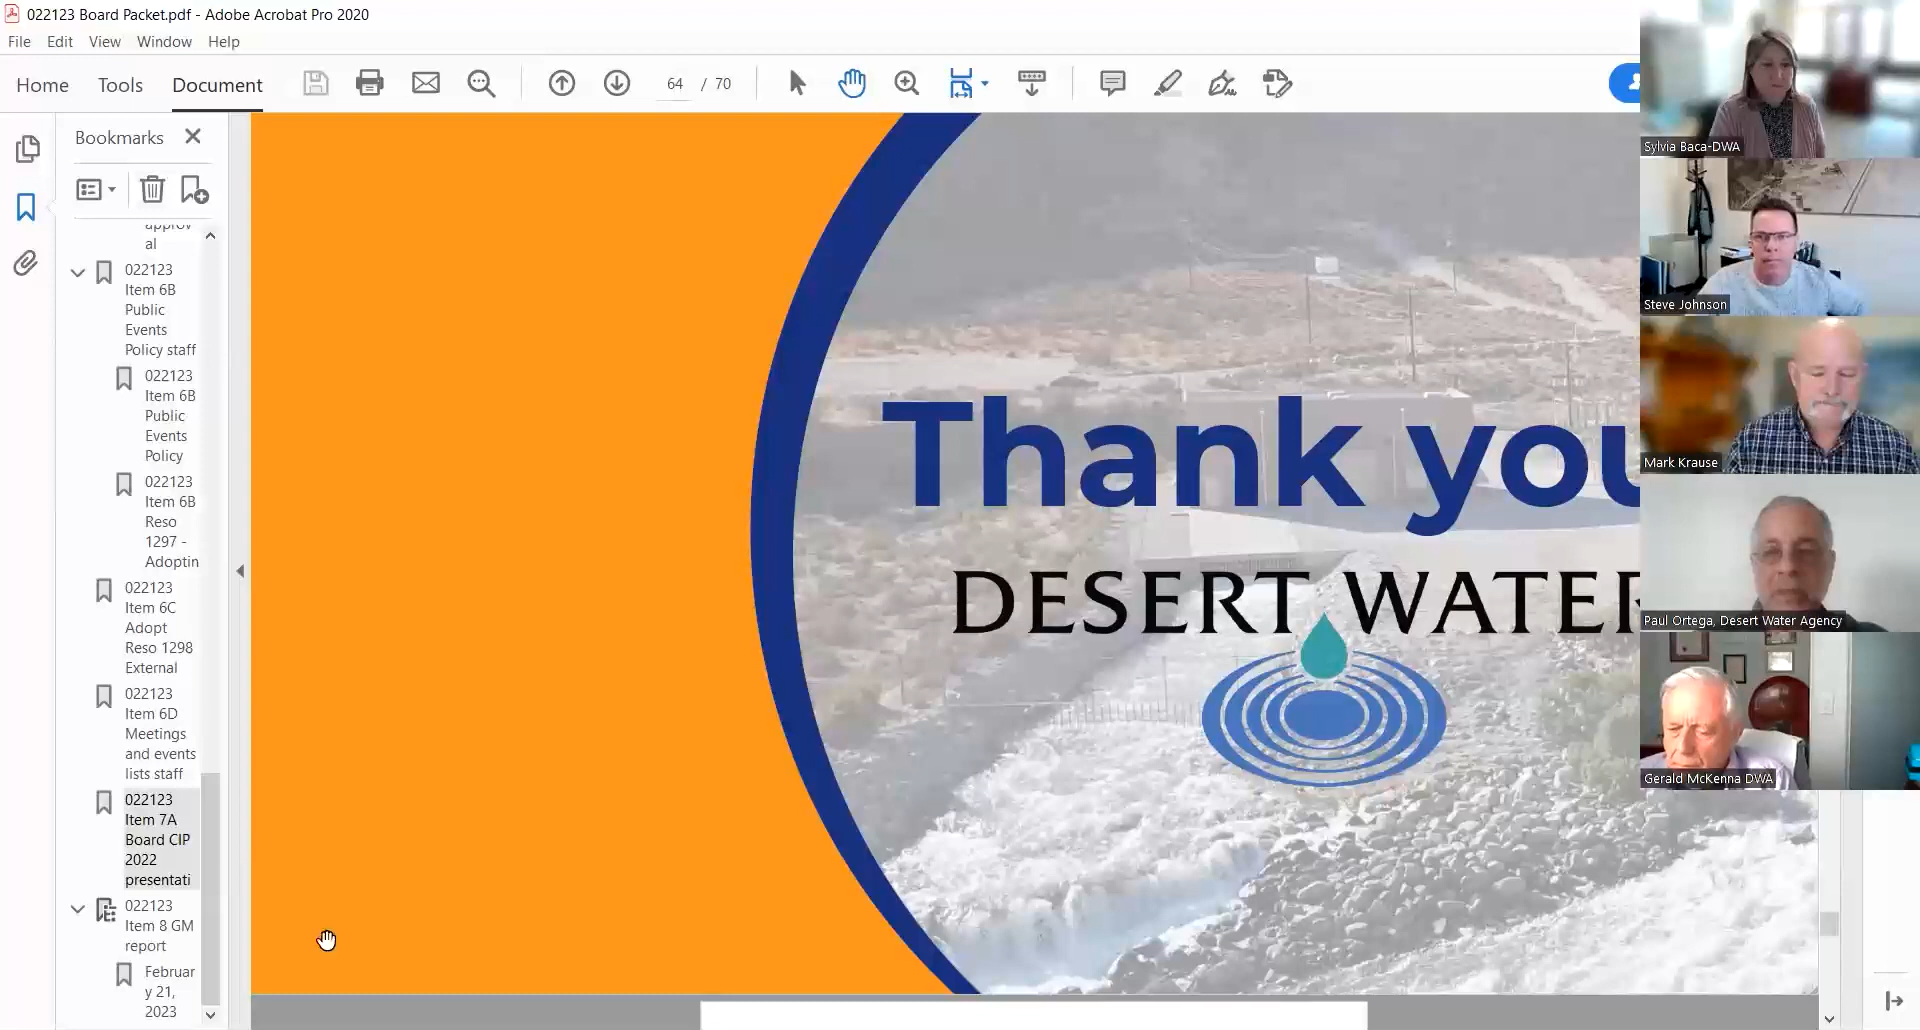 022123 Board Packet.pdf - Adobe Acrobat Pro 2020
File Edit View Window Help
Home Tools Document 64 / 70
Bookmarks
approv
al
022123
Item 6B
Public
Events
Policy staff
022123
Item 6B
Public
Events
Policy
022123
Item 6B
Reso
1297 -
Adoptin
022123
Item 6C
Adopt
Reso 1298
External
022123
Item 6D
Meetings
and events
lists staff
022123
Item 7A
Board CIP
2022
presentati
022123
Item 8 GM
report
Februar
y 21,
2023
Thank you
DESERT WATER
Sylvia Baca-DWA
Steve Johnson
Mark Krause
Paul Ortega, Desert Water Agency
Gerald McKenna DWA